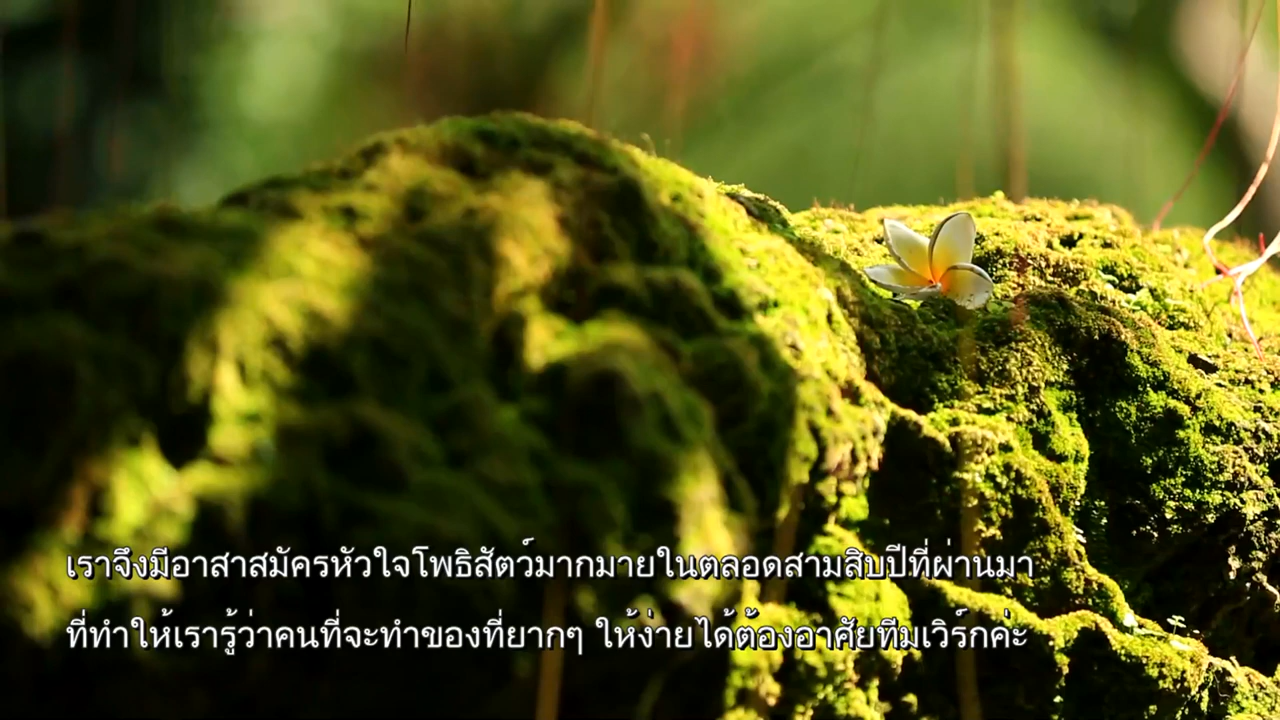 เราจึงมีอาสาสมัครหัวใจโพธิสัตว์มากมายในตลอดสามสิบปีที่ผ่านมา
ที่ทำให้เรารู้ว่าคนที่จะทำของที่ยากๆ ให้ง่ายได้ต้องอาศัยทีมเวิร์กค่ะ